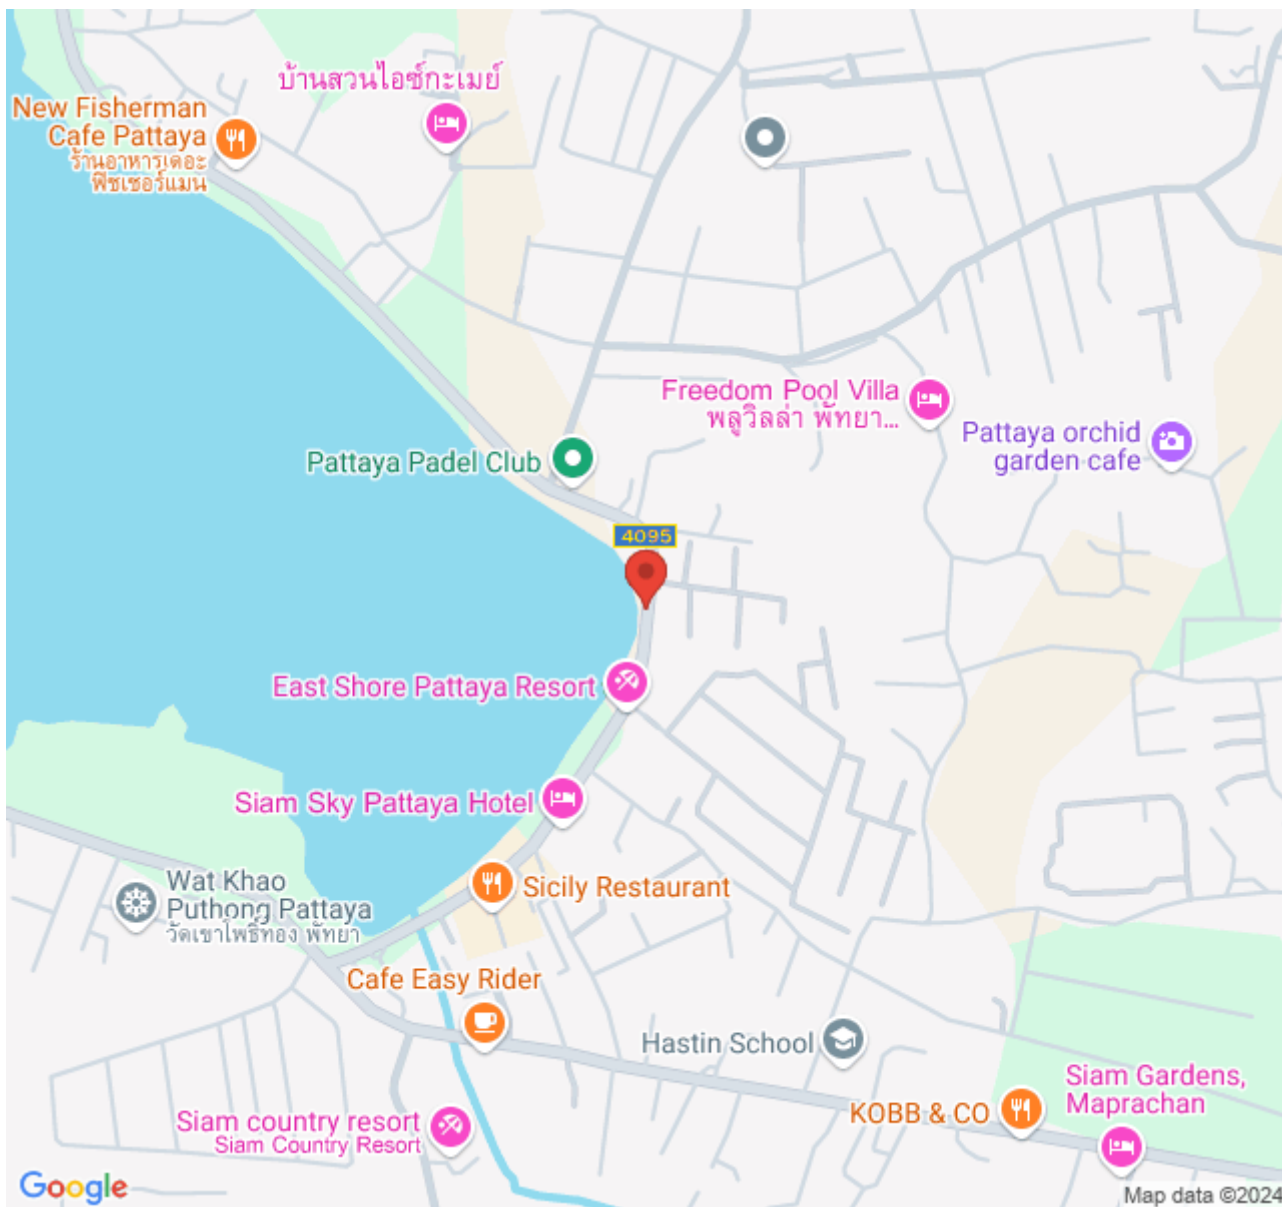 บ้านสวนไอซ์กะเมย์
New Fisherman
Cafe Pattaya
ร้านอาหารเดอะ
ฟิชเชอร์แมน
Freedom Pool Villa
พลูวิลล่า พัทยา...
Pattaya orchid
garden cafe
Pattaya Padel Club
4095
East Shore Pattaya Resort
Siam Sky Pattaya Hotel
Wat Khao
Puthong Pattaya
วัดเขาโพธิ์ทอง พัทยา
Sicily Restaurant
Cafe Easy Rider
Hastin School
Siam Gardens,
Maprachan
KOBB & CO
Siam country resort
Siam Country Resort
Google
Map data ©2024